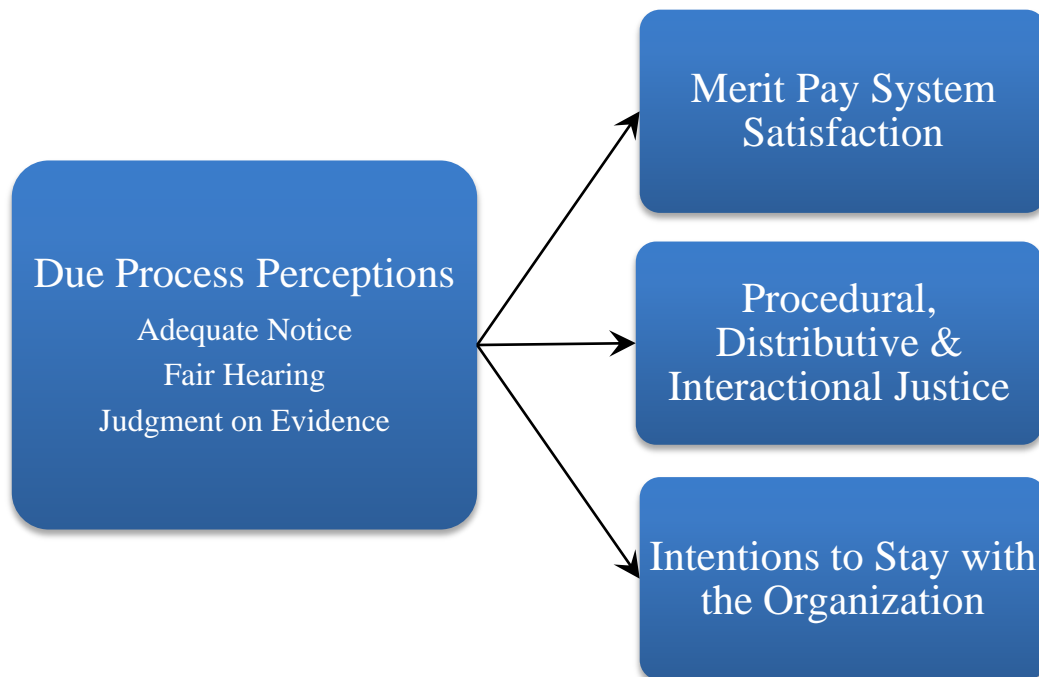 Due Process Perceptions
Adequate Notice
Fair Hearing
Judgment on Evidence
Merit Pay System
Satisfaction
Procedural,
Distributive &
Interactional Justice
Intentions to Stay with
the Organization